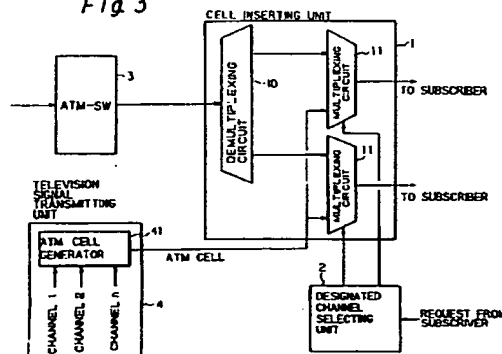 Fig 3
CELL INSERTING UNIT
1
3
ATM-SW
10
DEMULTIPLEXING
CIRCUIT
11
MULTIPLEXING
CIRCUIT
TO SUBSCRIBER
11
MULTIPLEXING
CIRCUIT
TO SUBSCRIBER
TELEVISION
SIGNAL
TRANSMITTING
UNIT
41
ATM CELL
GENERATOR
ATM CELL
CHANNEL 1
CHANNEL 2
CHANNEL n
4
2
DESIGNATED
CHANNEL
SELECTING
UNIT
REQUEST FROM
SUBSCRIVER